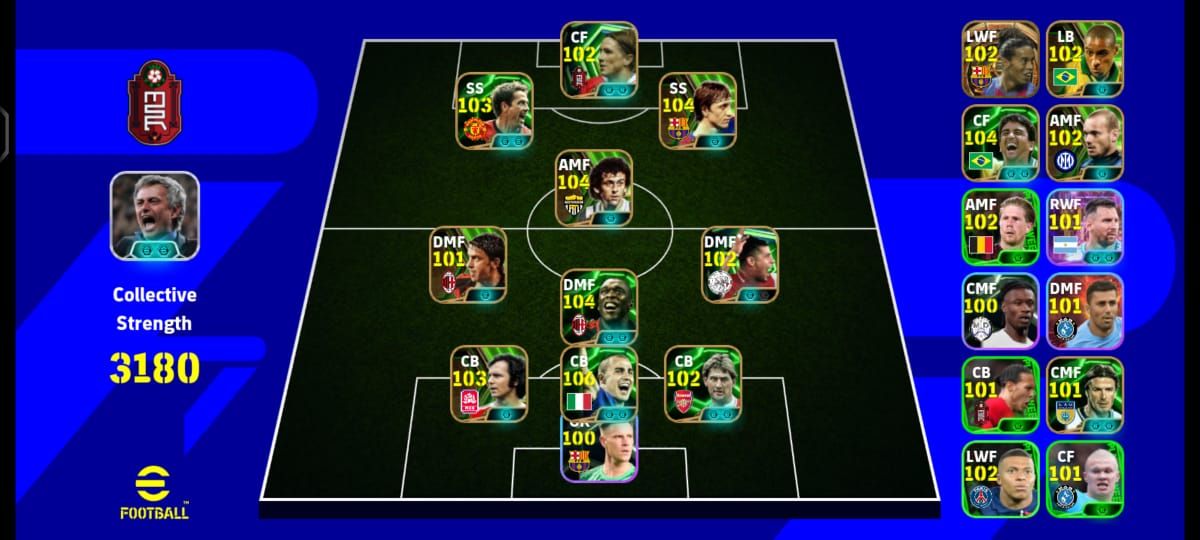 Collective
Strength
3180
FOOTBALL™
CF
102
SS
103
SS
104
AMF
104
DMF
101
DMF
102
DMF
104
CB
103
CB
106
CB
102
GK
100
LWF
102
LB
102
CF
104
AMF
102
AMF
102
RWF
101
CMF
100
DMF
101
CB
101
CMF
101
LWF
102
CF
101